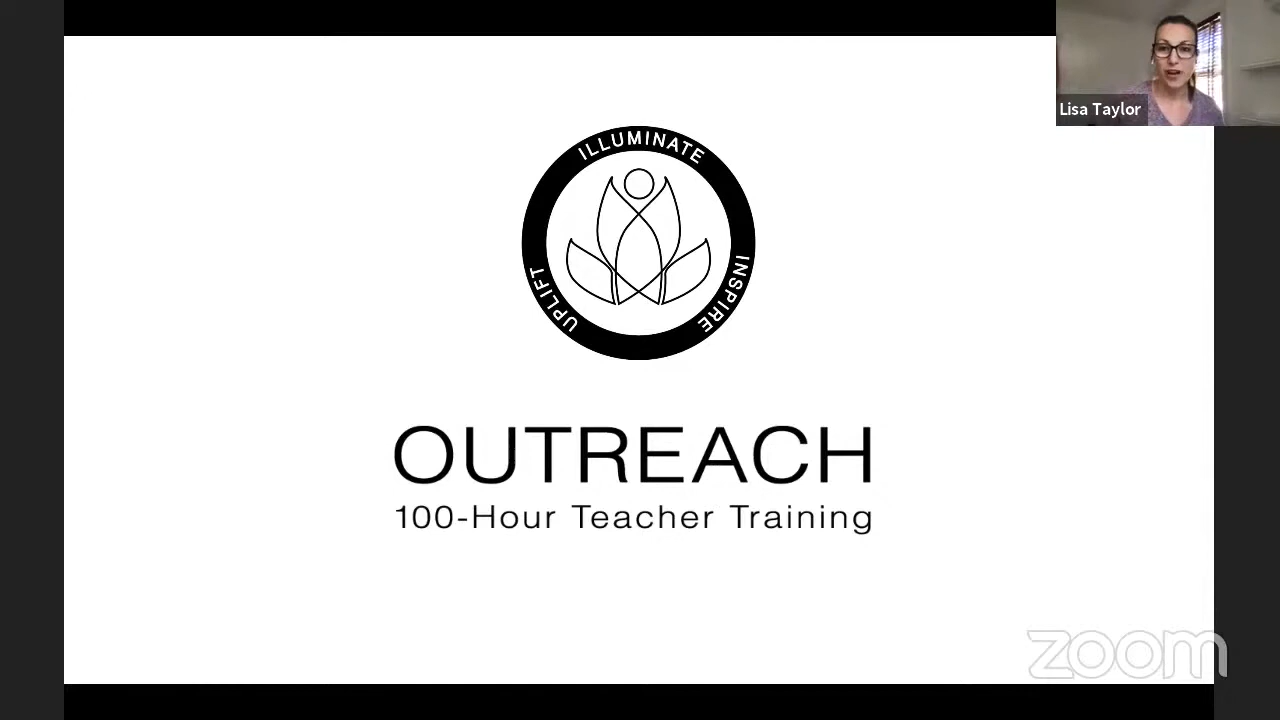 Lisa Taylor
ILLUMINATE
UPLIFT
INSPIRE
OUTREACH
100-Hour Teacher Training
zoom